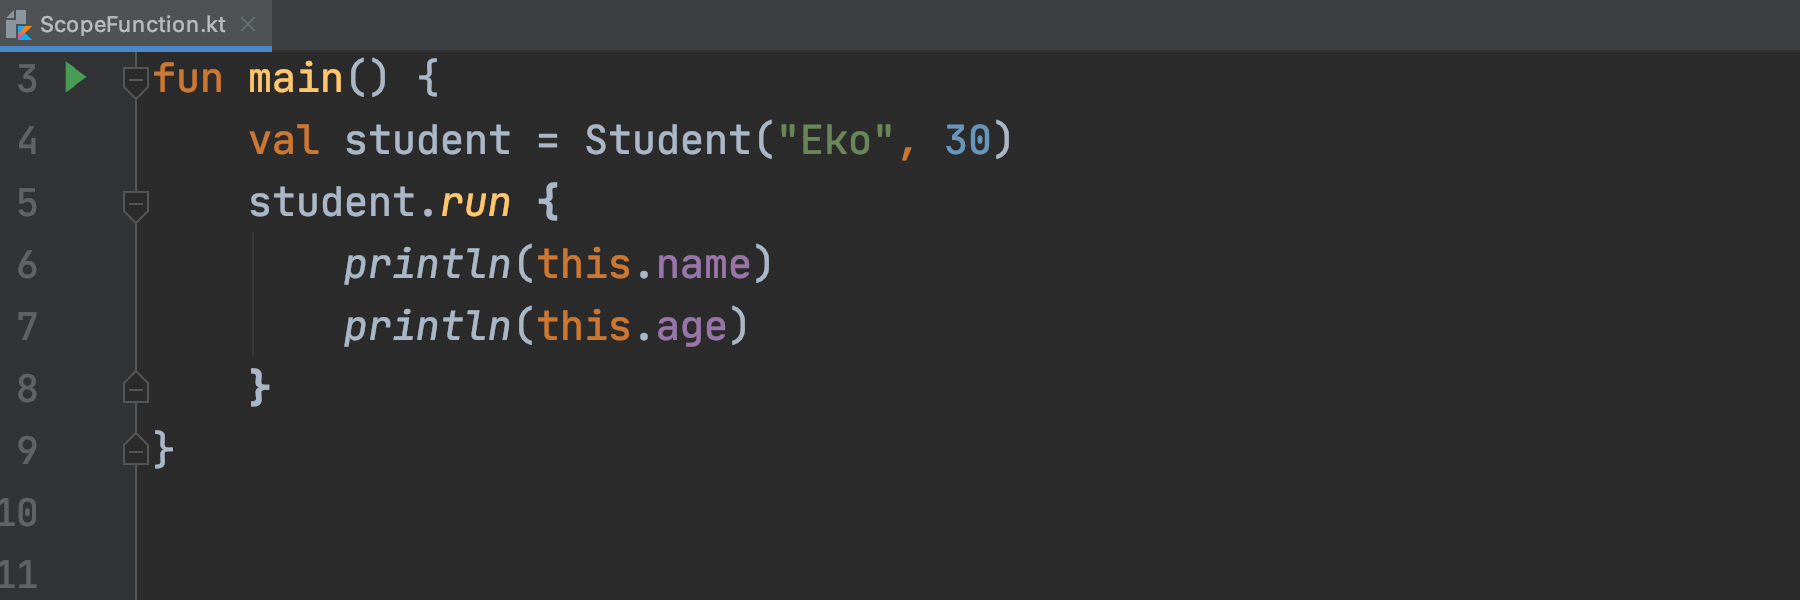 ScopeFunction.kt
3 fun main() {
4     val student = Student("Eko", 30)
5     student.run {
6         println(this.name)
7         println(this.age)
8     }
9 }
10
11